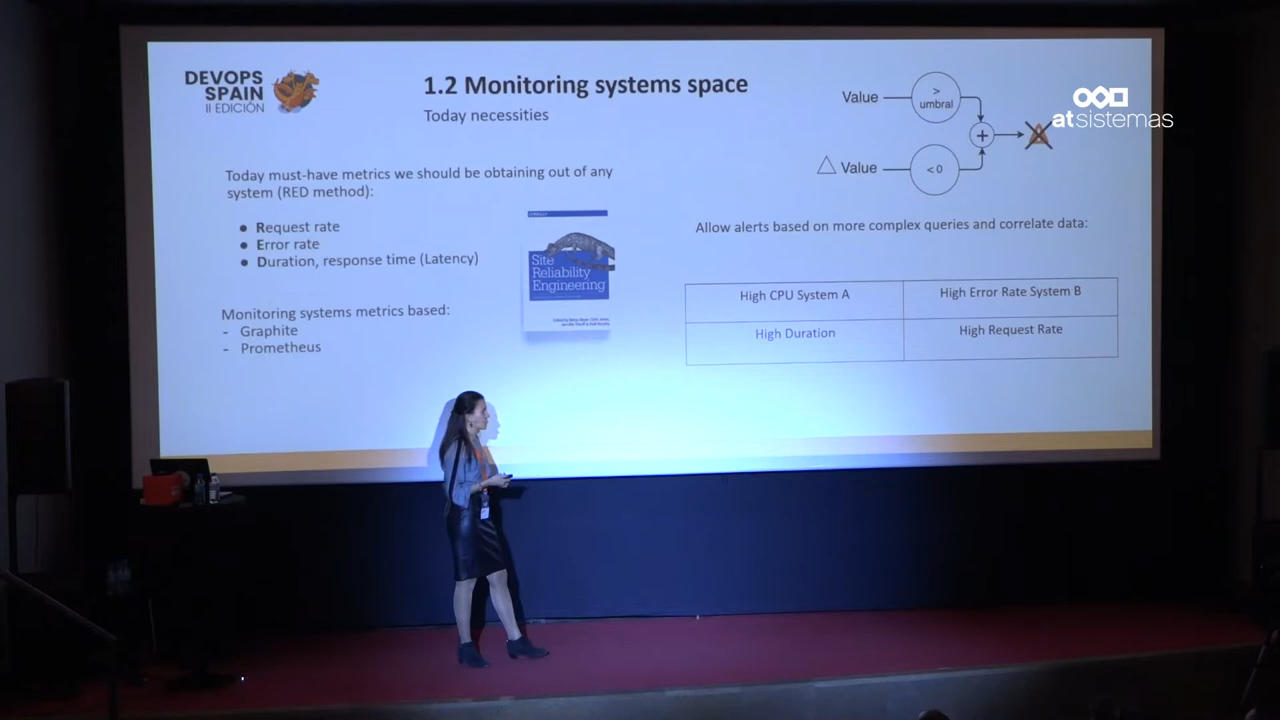 DEVOPS
SPAIN
II EDICIÓN
1.2 Monitoring systems space
Today necessities
Today must-have metrics we should be obtaining out of any
system (RED method):
● Request rate
● Error rate
● Duration, response time (Latency)
Monitoring systems metrics based:
- Graphite
- Prometheus
Site
Reliability
Engineering
Value
>
umbral
+
△ Value
< 0
atsistemas
Allow alerts based on more complex queries and correlate data:
High CPU System A
High Error Rate System B
High Duration
High Request Rate